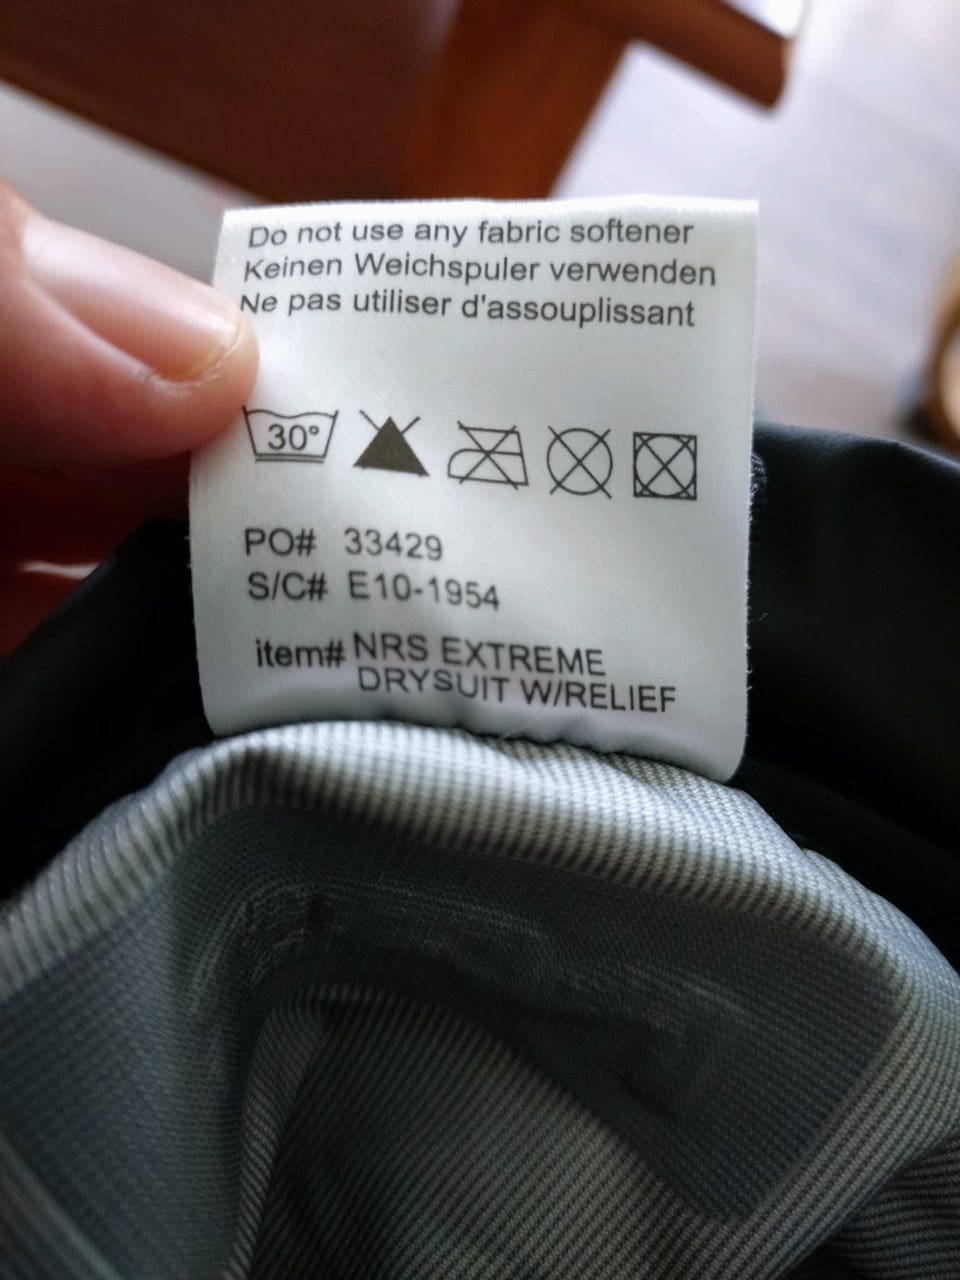 Do not use any fabric softener
Keinen Weichspuler verwenden
Ne pas utiliser d'assouplissant
30°
PO# 33429
S/C# E10-1954
item# NRS EXTREME
DRYSUIT W/RELIEF